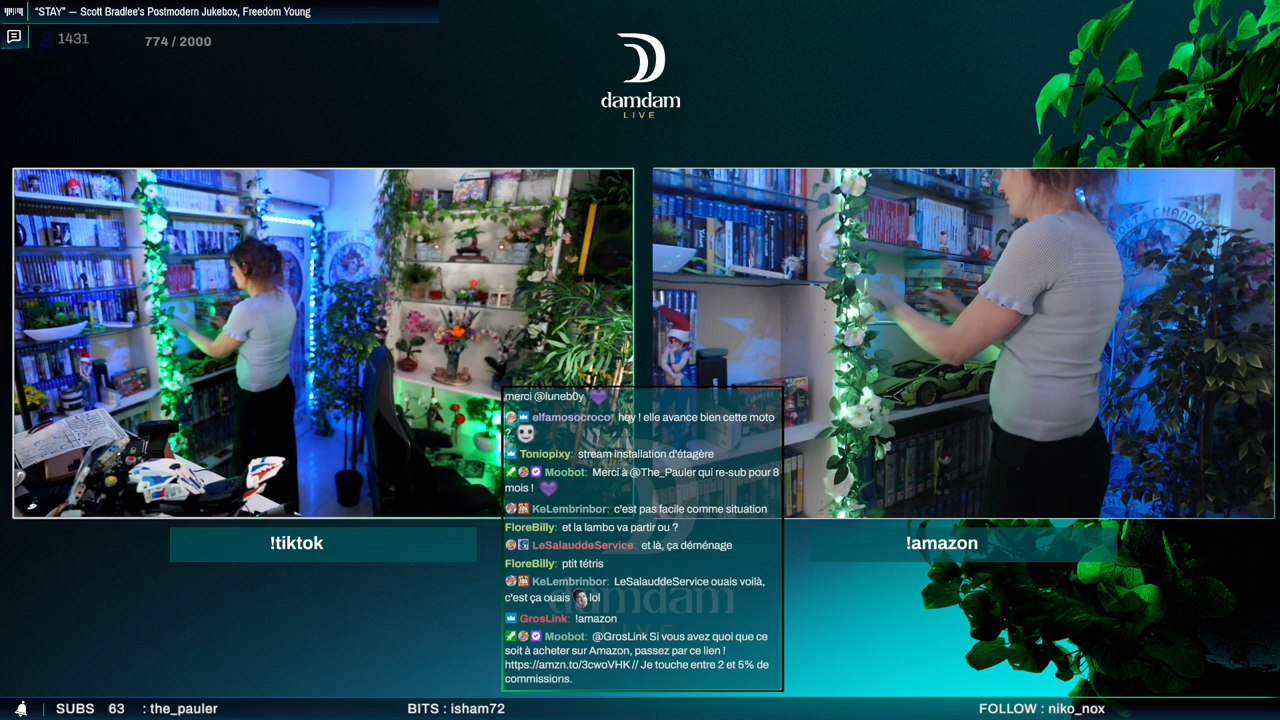 "STAY" — Scott Bradlee's Postmodern Jukebox, Freedom Young
1431
774 / 2000
damdam
LIVE
merci @luneb0y
elfamosocroco: hey ! elle avance bien cette moto
?
Toniopixy: stream installation d'étagère
Moobot: Merci à @The_Pauler qui re-sub pour 8
mois !
KeLembrinbor: c'est pas facile comme situation
FloreBilly: et la lambo va partir ou ?
LeSalauddeService: et là, ça déménage
FloreBilly: ptit tétris
KeLembrinbor: LeSalauddeService ouais voilà,
c'est ça ouais lol
GrosLink: !amazon
Moobot: @GrosLink Si vous avez quoi que ce
soit à acheter sur Amazon, passez par ce lien !
https://amzn.to/3cwoVHK // Je touche entre 2 et 5% de
commissions.
!tiktok
!amazon
damdam
LIVE
SUBS 63 : the_pauler
BITS : isham72
FOLLOW : niko_nox